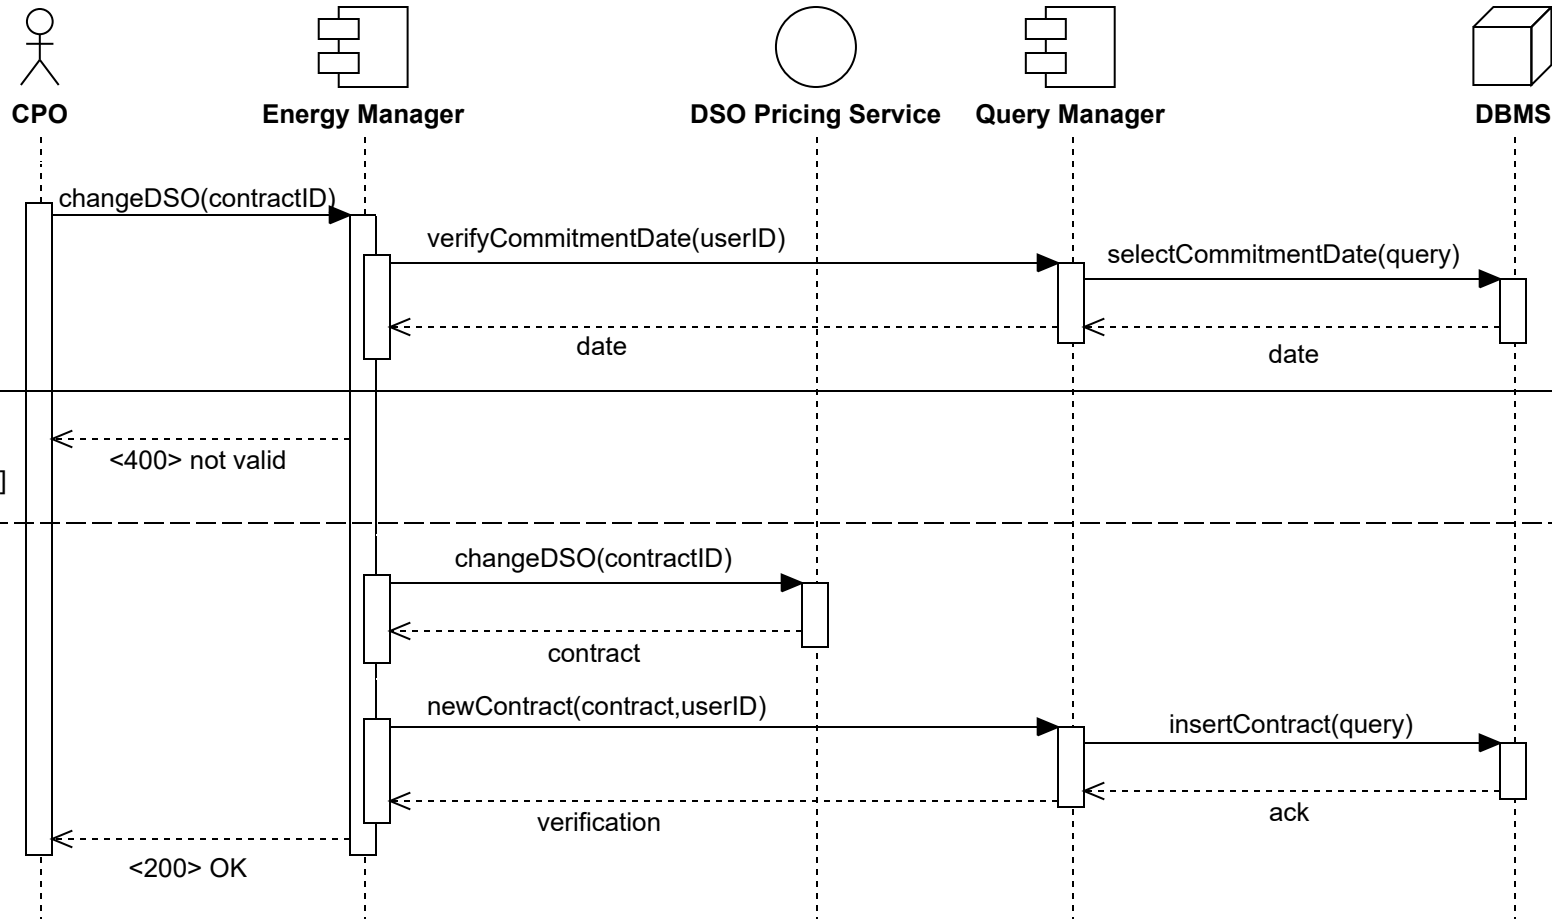 CPO
Energy Manager
DSO Pricing Service
Query Manager
DBMS
changeDSO(contractID)
verifyCommitmentDate(userID)
selectCommitmentDate(query)
date
date
<400> not valid
]
changeDSO(contractID)
contract
newContract(contract,userID)
insertContract(query)
verification
ack
<200> OK